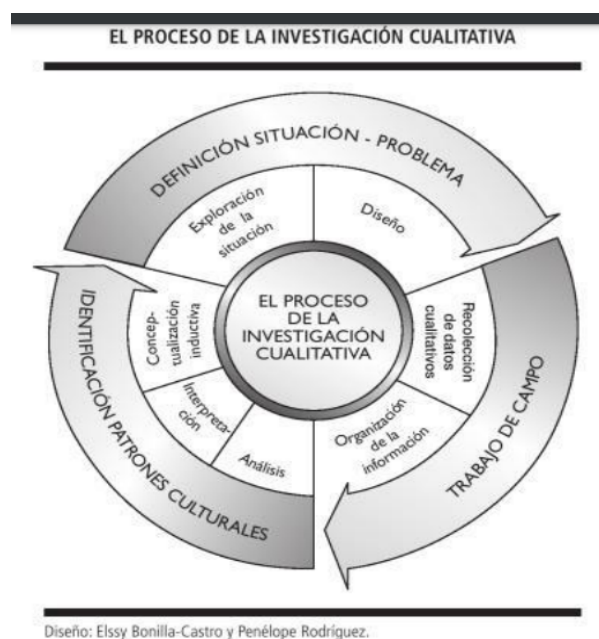 EL PROCESO DE LA INVESTIGACIÓN CUALITATIVA
DEFINICIÓN SITUACIÓN - PROBLEMA
Exploración
de la
situación
Diseño
EL PROCESO
DE LA
INVESTIGACIÓN
CUALITATIVA
Recolección
de datos
cualitativos
Organización
de la
información
TRABAJO DE CAMPO
Análisis
Interpreta-
ción
Concep-
tualización
inductiva
IDENTIFICACIÓN PATRONES CULTURALES
Diseño: Elssy Bonilla-Castro y Penélope Rodríguez.